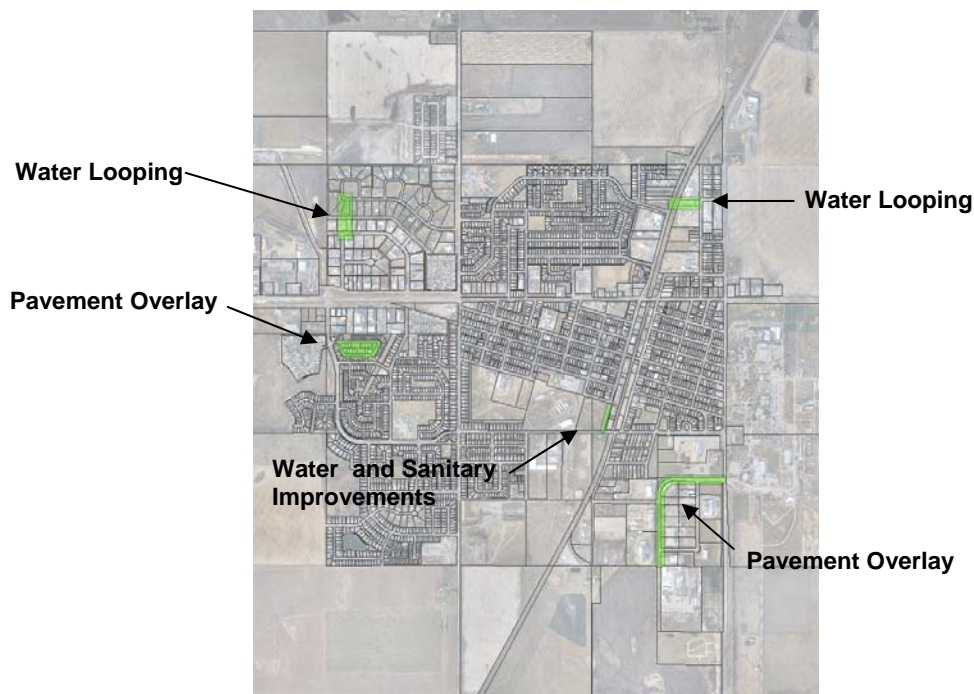 Water Looping
Water Looping
Pavement Overlay
Water and Sanitary
Improvements
Pavement Overlay